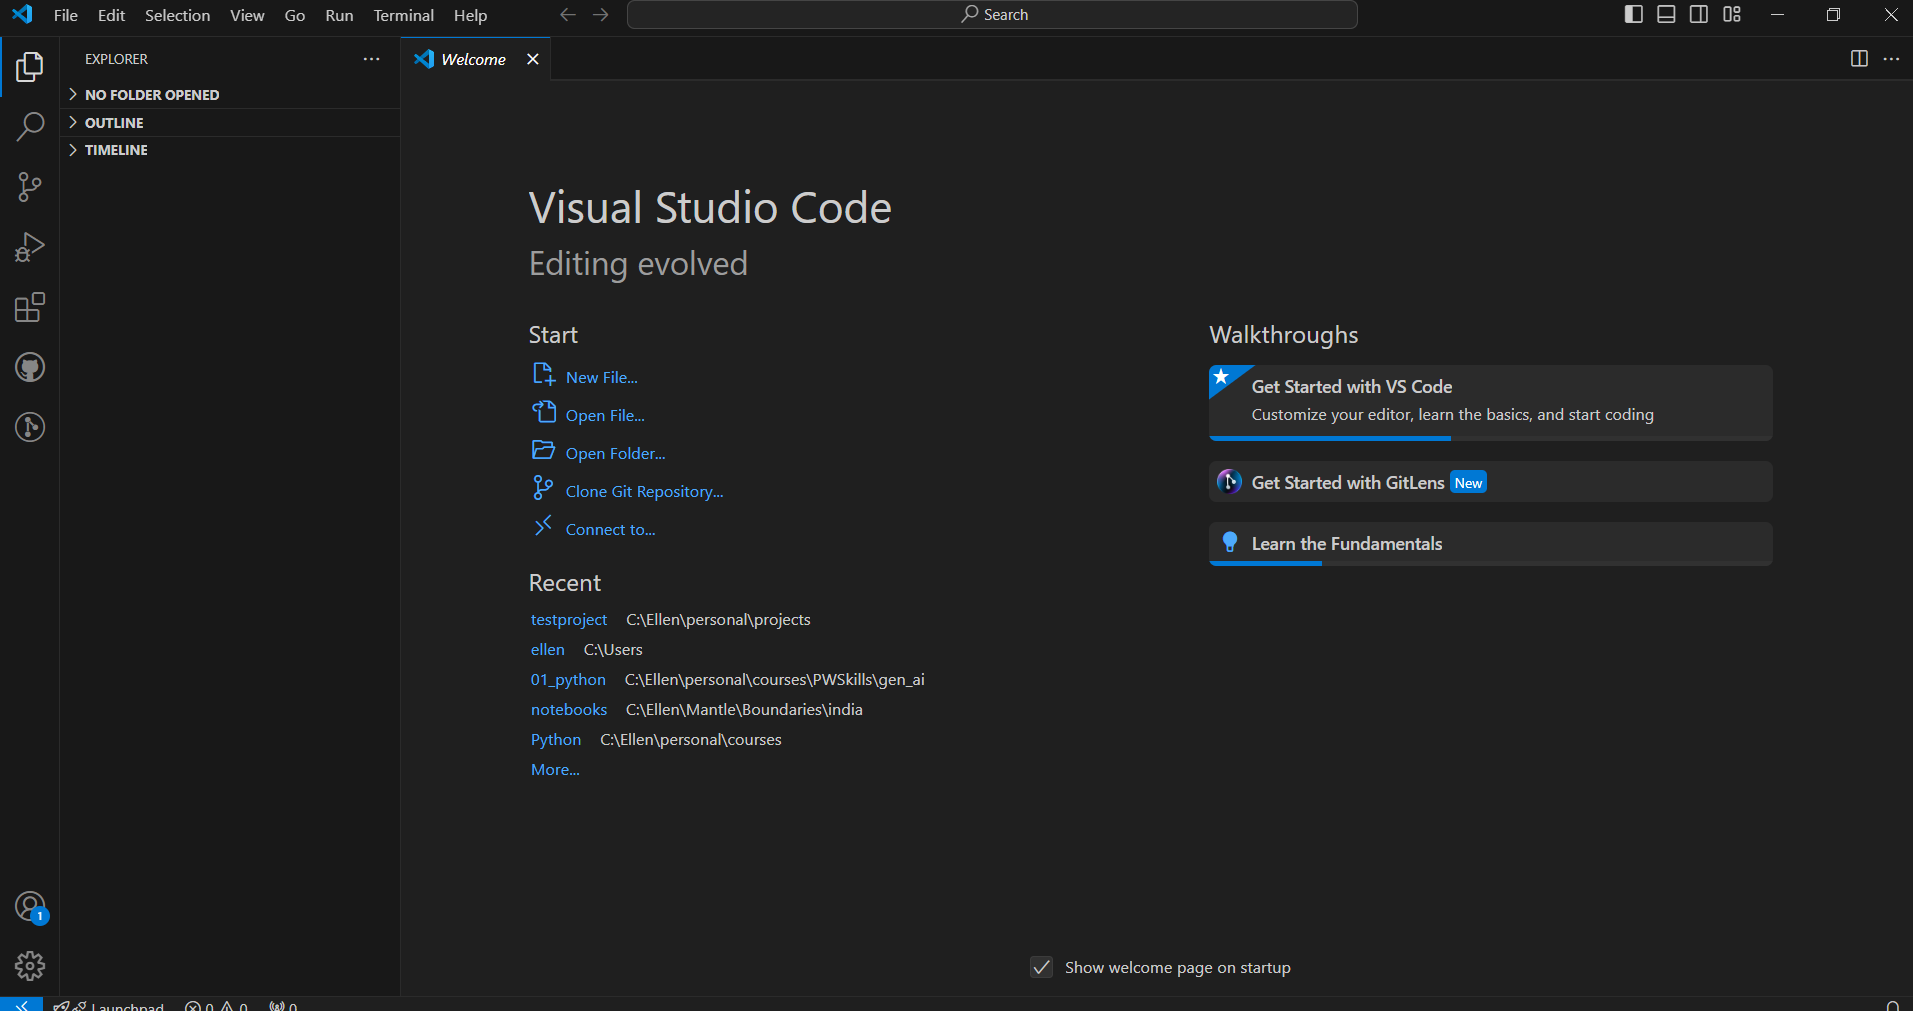 File Edit Selection View Go Run Terminal Help Search
EXPLORER
NO FOLDER OPENED
OUTLINE
TIMELINE
Welcome
Visual Studio Code
Editing evolved
Start
New File...
Open File...
Open Folder...
Clone Git Repository...
Connect to...
Recent
testproject C:\Ellen\personal\projects
ellen C:\Users
01_python C:\Ellen\personal\courses\PWSkills\gen_ai
notebooks C:\Ellen\Mantle\Boundaries\india
Python C:\Ellen\personal\courses
More...
Walkthroughs
Get Started with VS Code
Customize your editor, learn the basics, and start coding
Get Started with GitLens New
Learn the Fundamentals
Show welcome page on startup
1
Launchpad 0 0 0